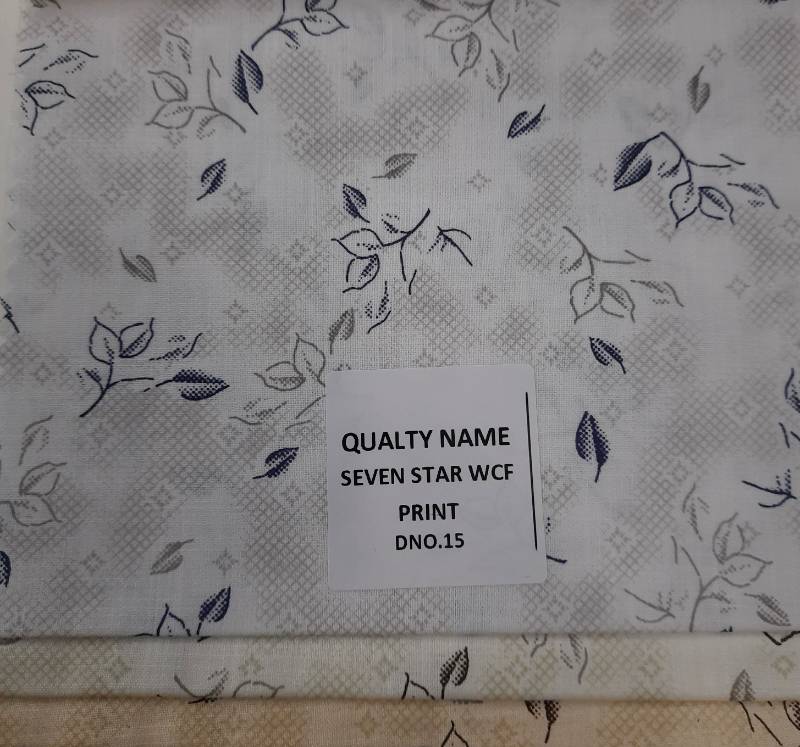 QUALTY NAME
SEVEN STAR WCF
PRINT
DNO.15